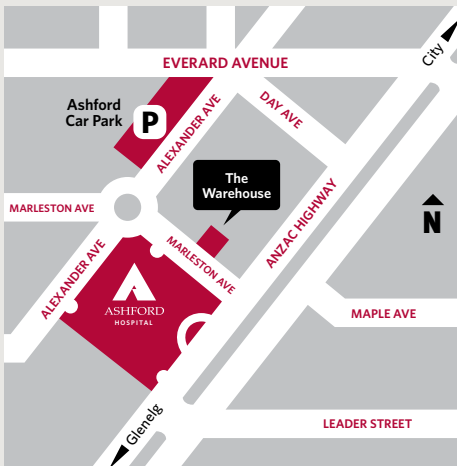 City
EVERARD AVENUE
Ashford
Car Park
P
ALEXANDER AVE
DAY AVE
The
Warehouse
MARLESTON AVE
ANZAC HIGHWAY
N
ALEXANDER AVE
MARLESTON AVE
ASHFORD
HOSPITAL
MAPLE AVE
Glenelg
LEADER STREET